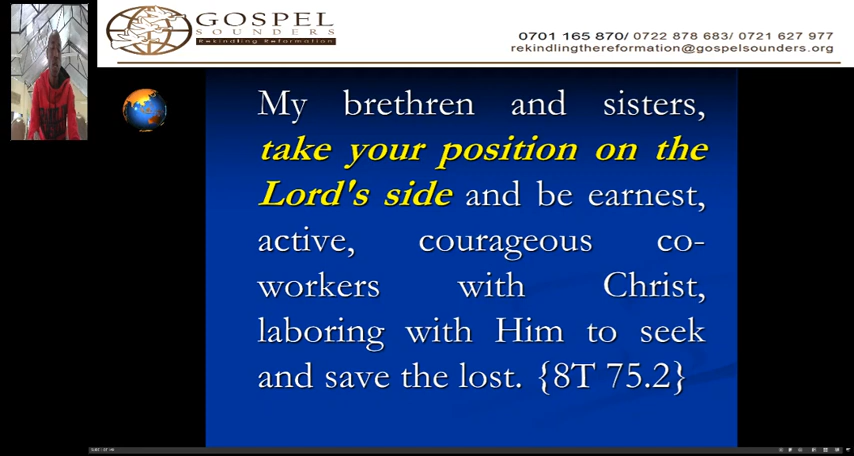 GOSPEL
SOUNDERS
Rekindling Reformation
0701 165 870/ 0722 878 683/ 0721 627 977
rekindlingthereformation@gospelsounders.org
My brethren and sisters,
take your position on the
Lord's side and be earnest,
active, courageous co-
workers with Christ,
laboring with Him to seek
and save the lost. {8T 75.2}